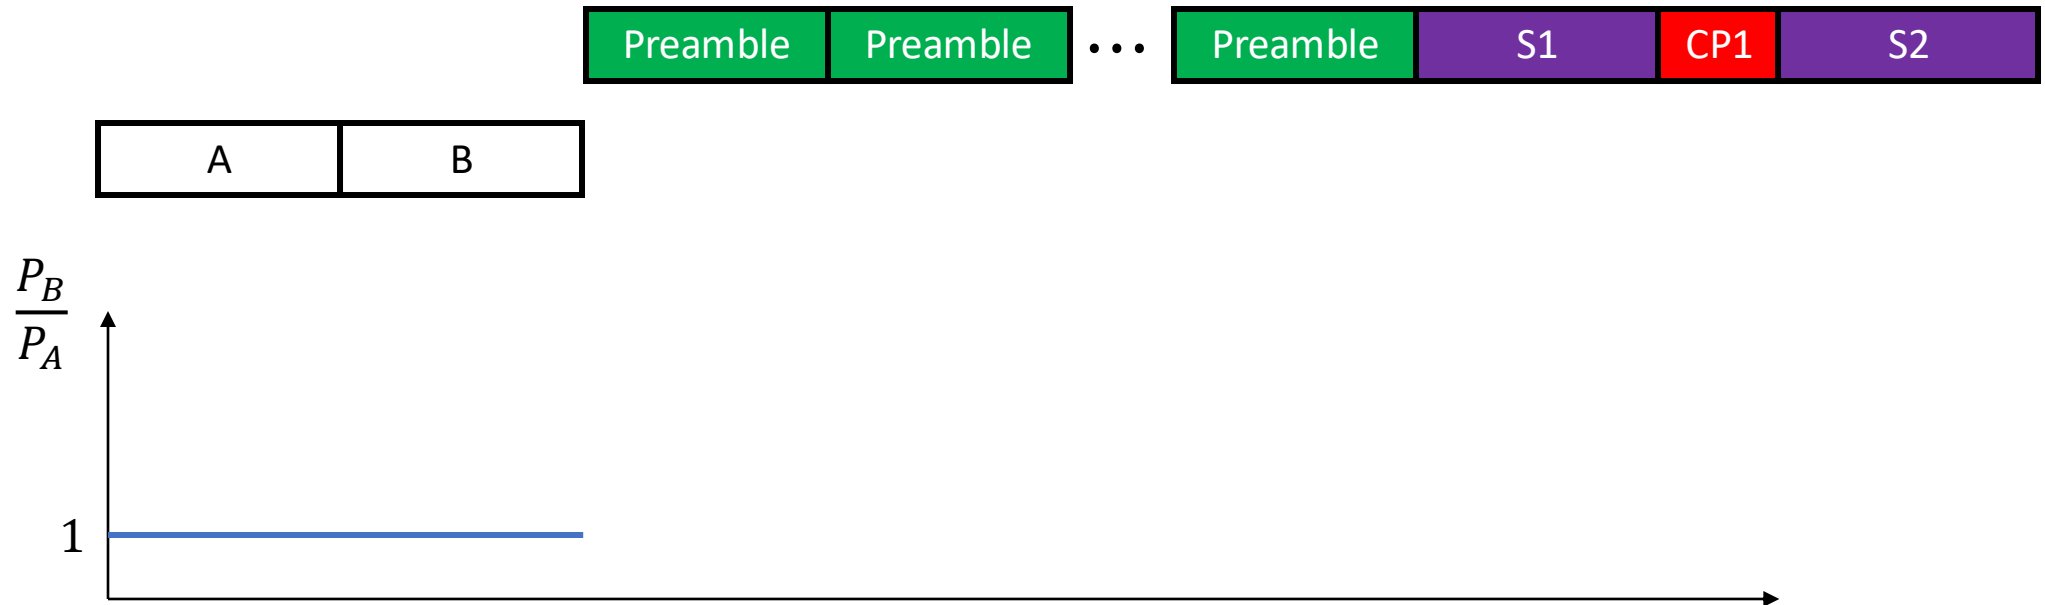 Preamble Preamble ... Preamble S1 CP1 S2
A B
P_B
P_A
1